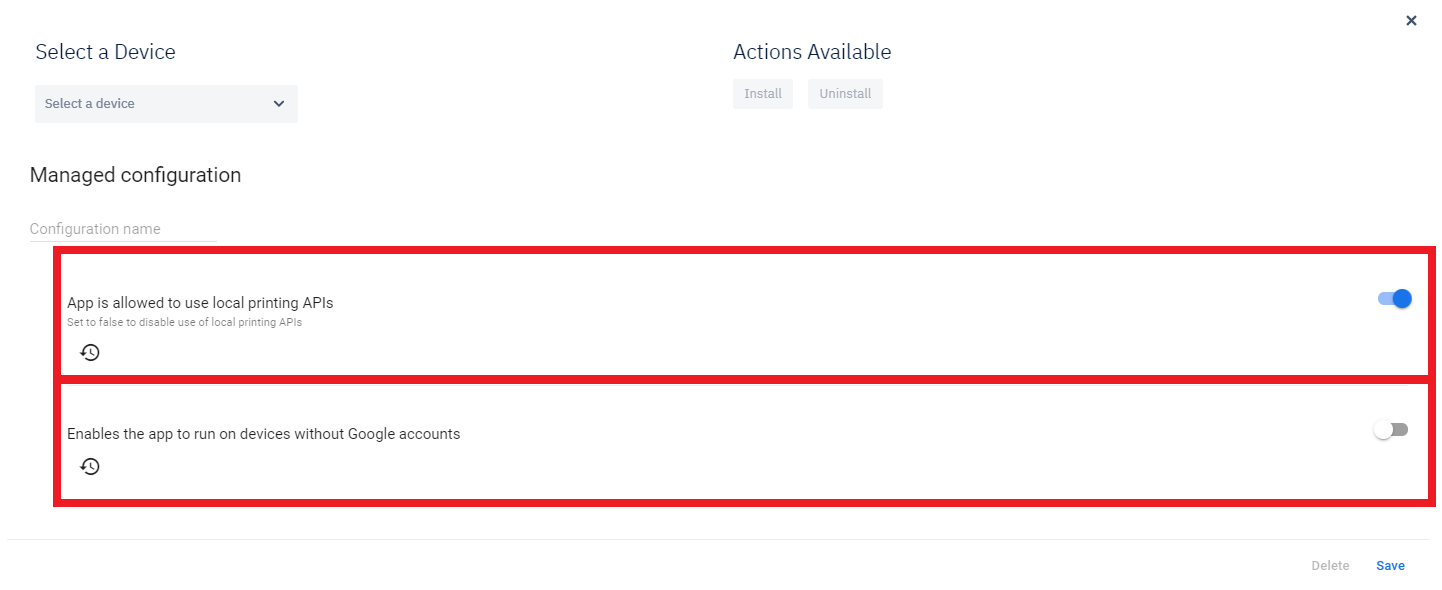 Select a Device
Actions Available
Select a device
Install
Uninstall
Managed configuration
Configuration name
App is allowed to use local printing APIs
Set to false to disable use of local printing APIs
Enables the app to run on devices without Google accounts
Delete
Save